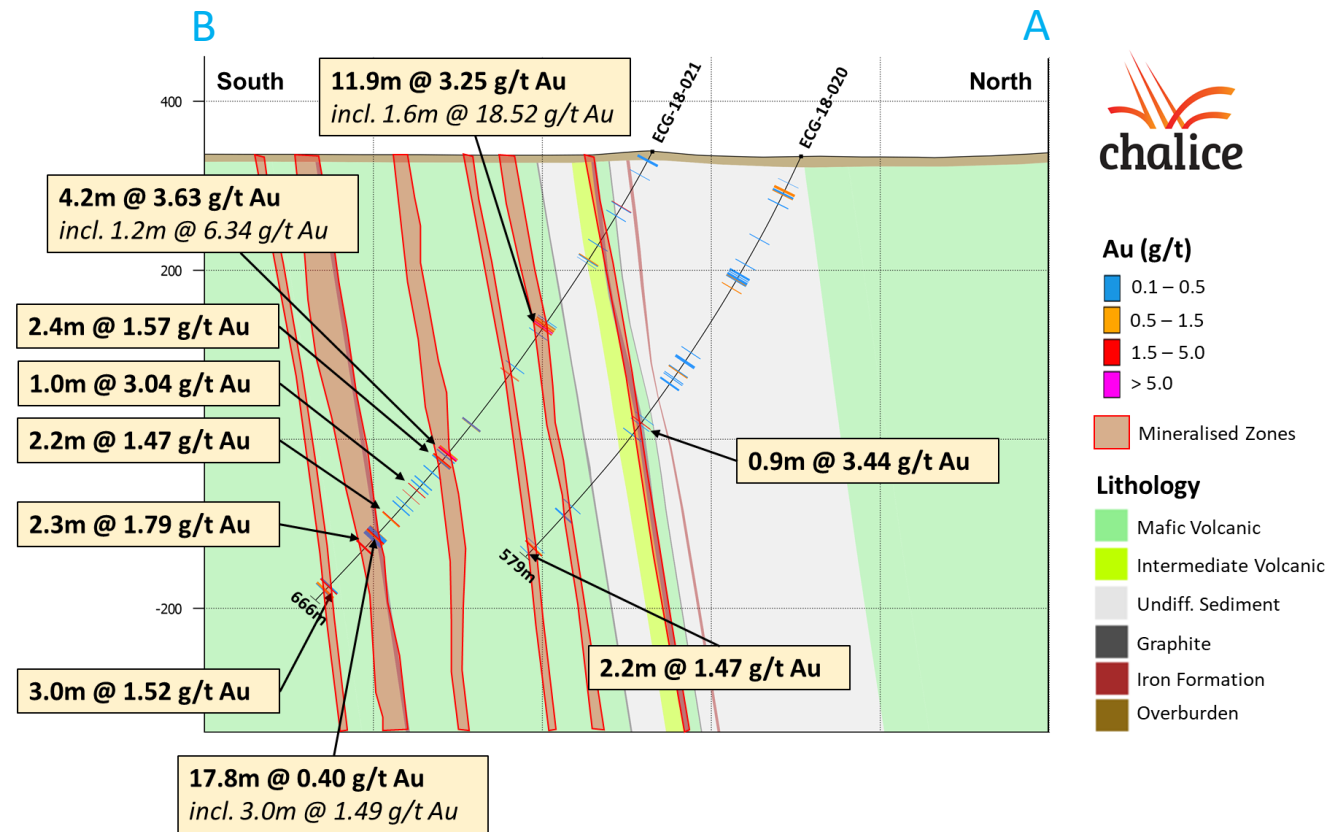 B
A
South
North
ECG-18-021
ECG-18-020
400
200
-200
11.9m @ 3.25 g/t Au
incl. 1.6m @ 18.52 g/t Au
4.2m @ 3.63 g/t Au
incl. 1.2m @ 6.34 g/t Au
2.4m @ 1.57 g/t Au
1.0m @ 3.04 g/t Au
2.2m @ 1.47 g/t Au
2.3m @ 1.79 g/t Au
3.0m @ 1.52 g/t Au
17.8m @ 0.40 g/t Au
incl. 3.0m @ 1.49 g/t Au
0.9m @ 3.44 g/t Au
2.2m @ 1.47 g/t Au
666m
579m
chalice
Au (g/t)
0.1 – 0.5
0.5 – 1.5
1.5 – 5.0
> 5.0
Mineralised Zones
Lithology
Mafic Volcanic
Intermediate Volcanic
Undiff. Sediment
Graphite
Iron Formation
Overburden